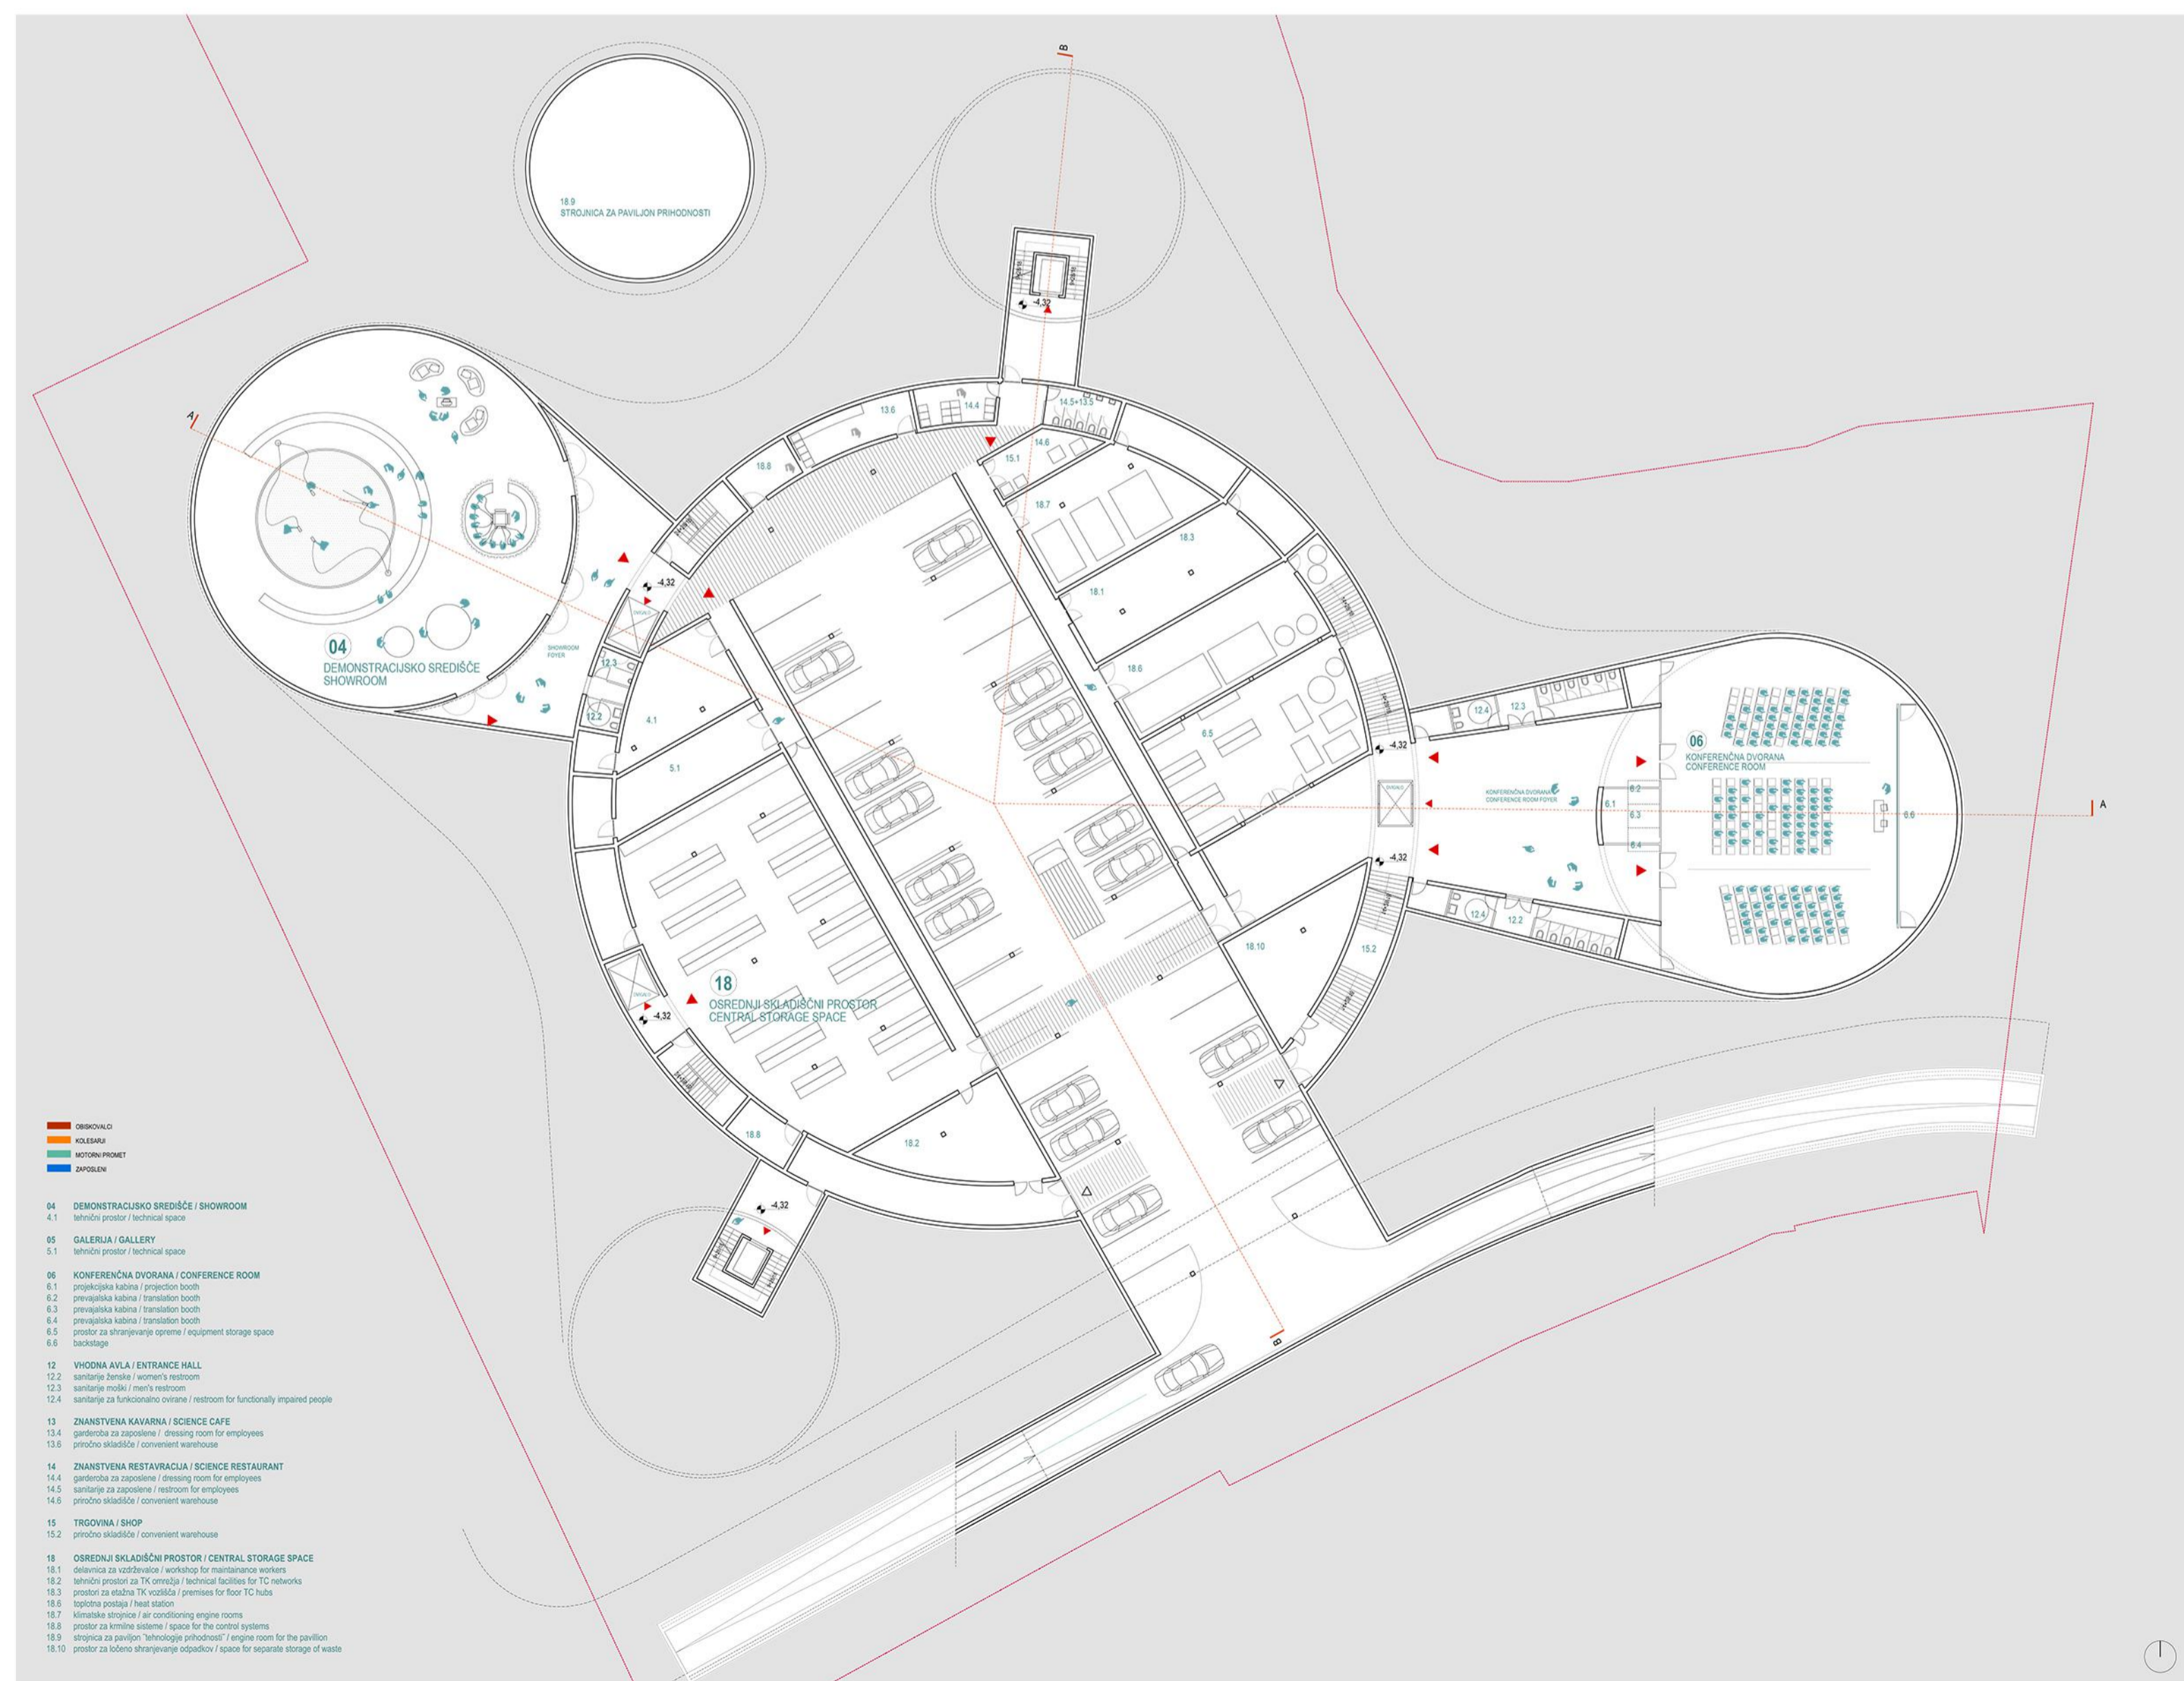 B
18.9
STROJNICA ZA PAVILJON PRIHODNOSTI
-4,32
A
13.6
14.4
14.5+13.5
14.6
15.1
18.8
18.7
18.3
-4,32
18.1
12.3
SHOWROOM
FOYER
04
DEMONSTRACIJSKO SREDIŠČE
SHOWROOM
18.6
12.2
4.1
6.5
5.1
-4,32
12.4
12.3
06
KONFERENČNA DVORANA
CONFERENCE ROOM
KONFERENČNA DVORANA
CONFERENCE ROOM FOYER
6.1
6.2
6.3
6.4
6.6
A
-4,32
12.4
12.2
18.10
15.2
18
OSREDNJI SKLADIŠČNI PROSTOR
CENTRAL STORAGE SPACE
-4,32
18.8
18.2
-4,32
B
OBISKOVALCI
KOLESARJI
MOTORNI PROMET
ZAPOSLENI
04 DEMONSTRACIJSKO SREDIŠČE / SHOWROOM
4.1 tehnični prostor / technical space
05 GALERIJA / GALLERY
5.1 tehnični prostor / technical space
06 KONFERENČNA DVORANA / CONFERENCE ROOM
6.1 projekcijska kabina / projection booth
6.2 prevajalska kabina / translation booth
6.3 prevajalska kabina / translation booth
6.4 prevajalska kabina / translation booth
6.5 prostor za shranjevanje opreme / equipment storage space
6.6 backstage
12 VHODNA AVLA / ENTRANCE HALL
12.2 sanitarije ženske / women's restroom
12.3 sanitarije moški / men's restroom
12.4 sanitarije za funkcionalno ovirane / restroom for functionally impaired people
13 ZNANSTVENA KAVARNA / SCIENCE CAFE
13.4 garderoba za zaposlene / dressing room for employees
13.6 priročno skladišče / convenient warehouse
14 ZNANSTVENA RESTAVRACIJA / SCIENCE RESTAURANT
14.4 garderoba za zaposlene / dressing room for employees
14.5 sanitarije za zaposlene / restroom for employees
14.6 priročno skladišče / convenient warehouse
15 TRGOVINA / SHOP
15.2 priročno skladišče / convenient warehouse
18 OSREDNJI SKLADIŠČNI PROSTOR / CENTRAL STORAGE SPACE
18.1 delavnica za vzdrževalce / workshop for maintainance workers
18.2 tehnični prostori za TK omrežja / technical facilities for TC networks
18.3 prostori za etažna TK vozlišča / premises for floor TC hubs
18.6 toplotna postaja / heat station
18.7 klimatske strojnice / air conditioning engine rooms
18.8 prostor za krmilne sisteme / space for the control systems
18.9 strojnica za paviljon "tehnologije prihodnosti" / engine room for the pavillion
18.10 prostor za ločeno shranjevanje odpadkov / space for separate storage of waste